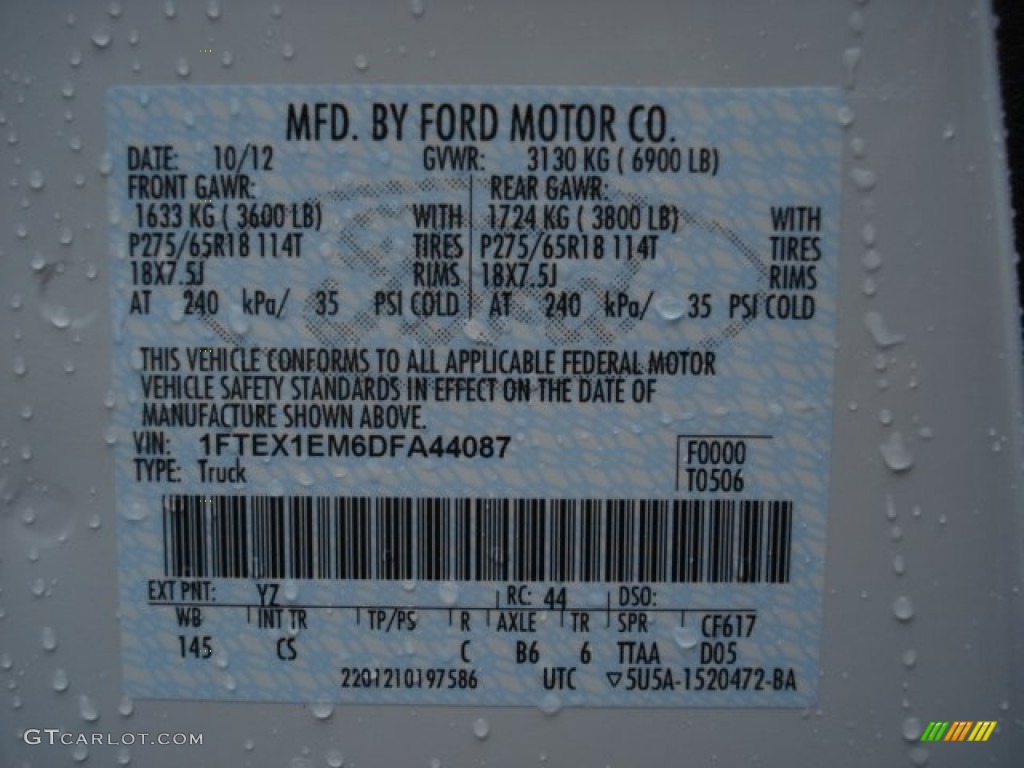 MFD. BY FORD MOTOR CO.
DATE: 10/12 GVWR: 3130 KG ( 6900 LB)
FRONT GAWR: REAR GAWR:
1633 KG ( 3600 LB) WITH 1724 KG ( 3800 LB) WITH
P275/65R18 114T TIRES P275/65R18 114T TIRES
18X7.5J RIMS 18X7.5J RIMS
AT 240 kPa/ 35 PSI COLD AT 240 kPa/ 35 PSI COLD
THIS VEHICLE CONFORMS TO ALL APPLICABLE FEDERAL MOTOR
VEHICLE SAFETY STANDARDS IN EFFECT ON THE DATE OF
MANUFACTURE SHOWN ABOVE.
VIN: 1FTEX1EM6DFA44087 F0000
TYPE: Truck T0506
EXT PNT: YZ RC: 44 DSO:
WB INT TR TP/PS R AXLE TR SPR CF617
145 CS C B6 6 TTAA D05
2201210197586 UTC ▽5U5A-1520472-BA
GTCARLOT.COM